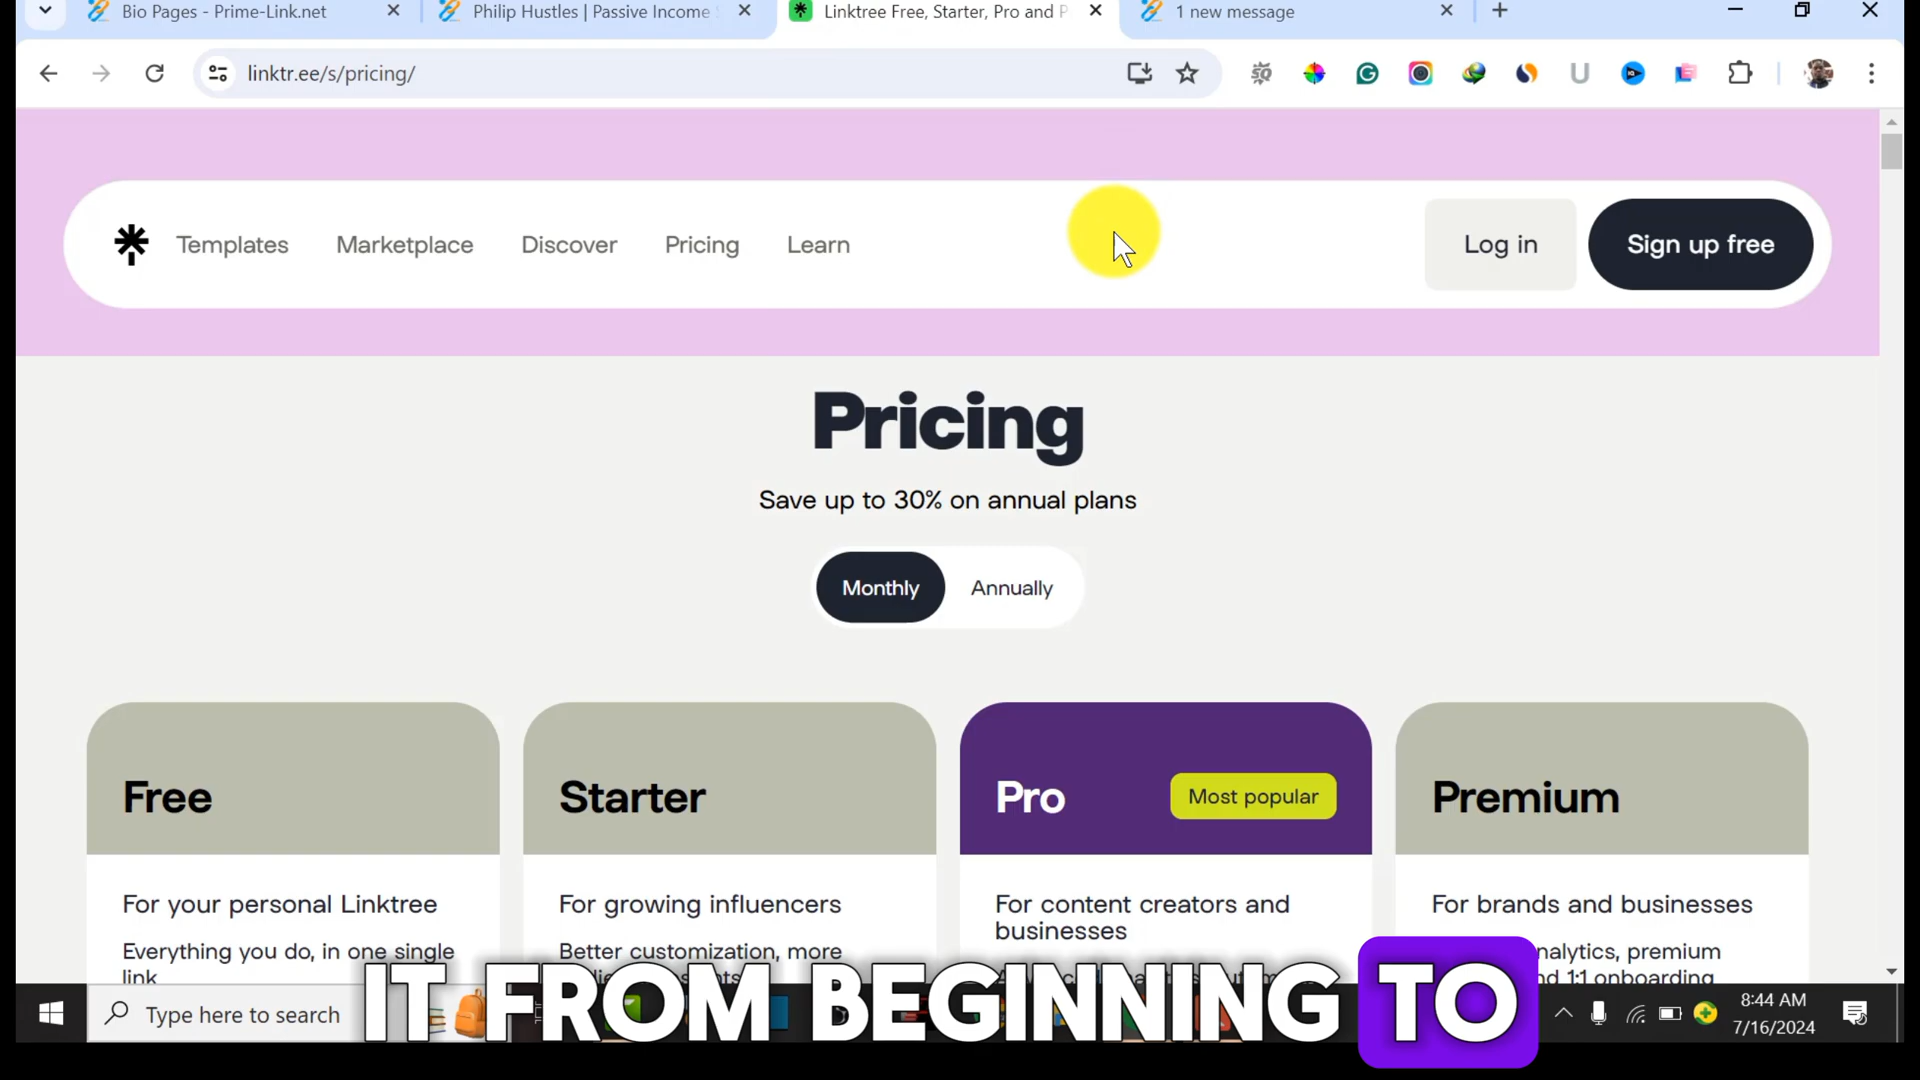 Bio Pages - Prime-Link.net
Philip Hustles | Passive Income
Linktree Free, Starter, Pro and P
1 new message
linktr.ee/s/pricing/
Templates
Marketplace
Discover
Pricing
Learn
Log in
Sign up free
Pricing
Save up to 30% on annual plans
Monthly
Annually
Free
Starter
Pro
Most popular
Premium
For your personal Linktree
Everything you do, in one single
link
For growing influencers
Better customization, more
For content creators and
businesses
For brands and businesses
nalytics, premium
nd 1:1 onboarding
IT FROM BEGINNING TO
Type here to search
8:44 AM
7/16/2024